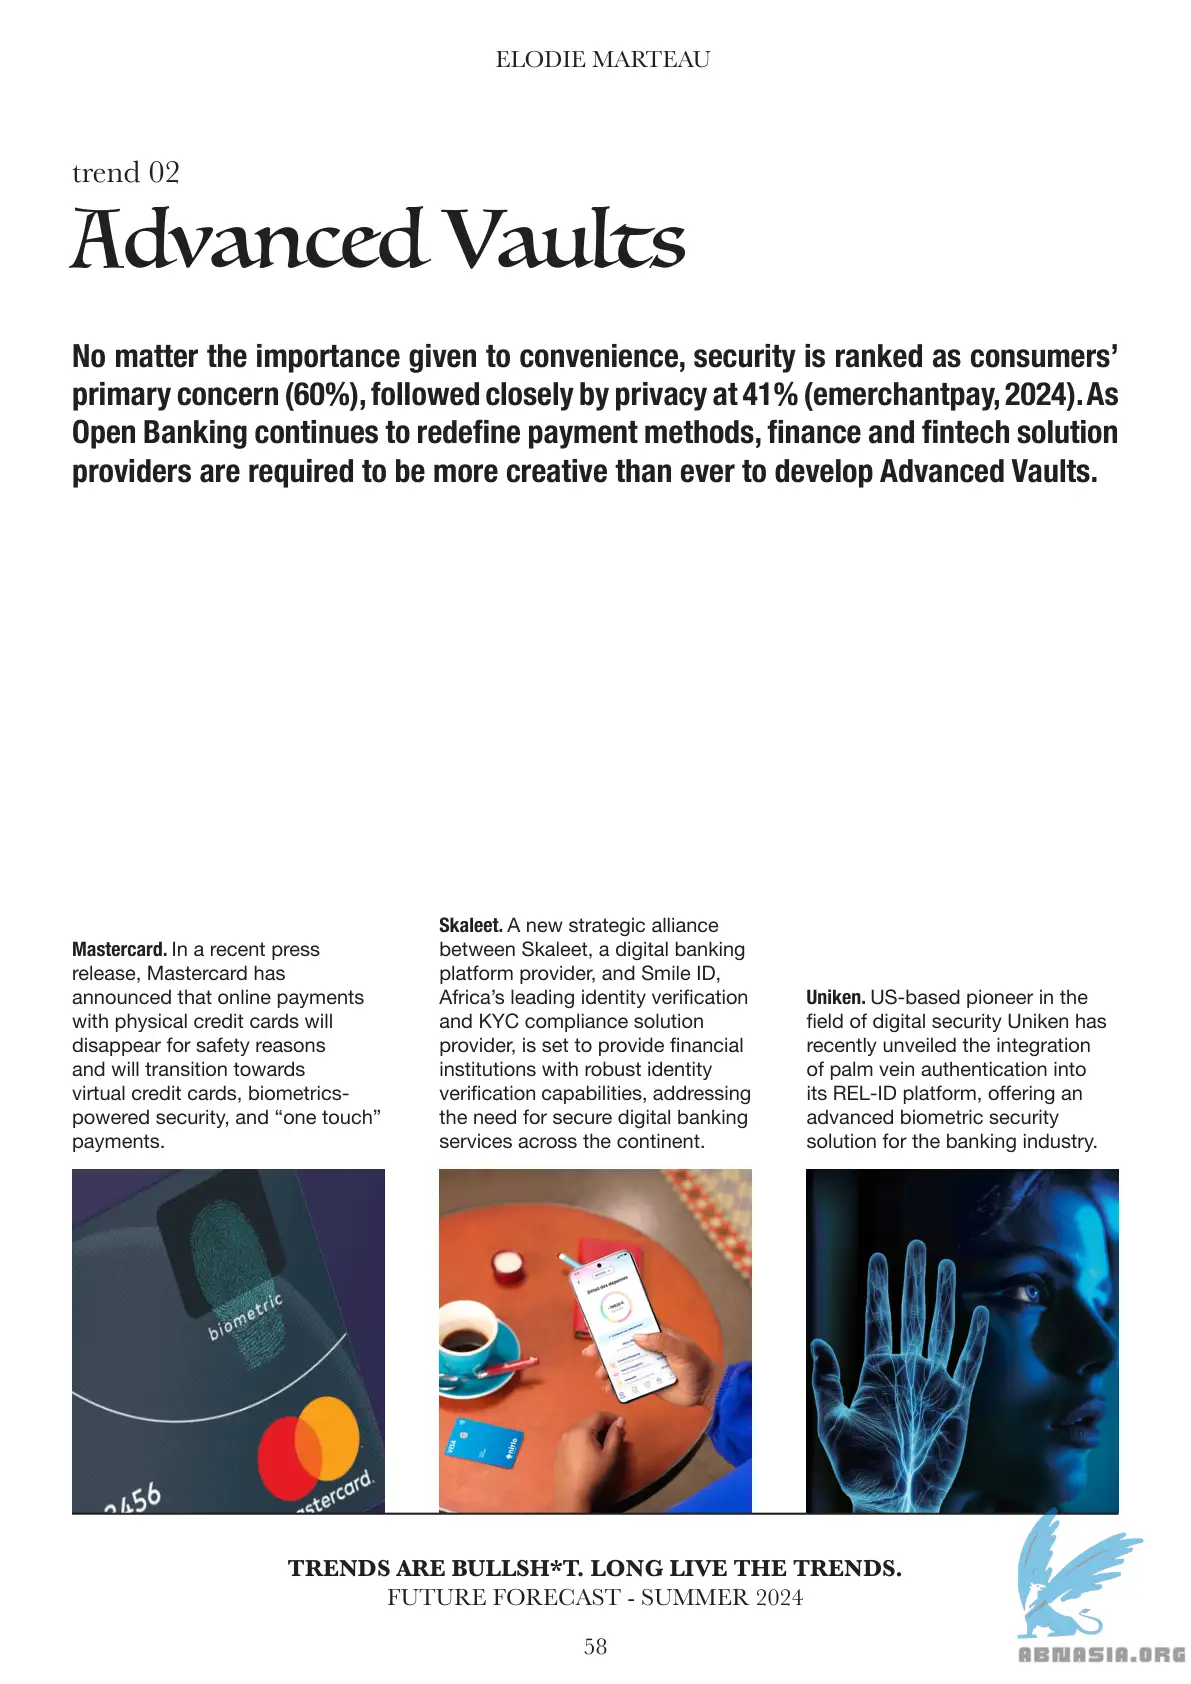 ELODIE MARTEAU
trend 02
Advanced Vaults
No matter the importance given to convenience, security is ranked as consumers’
primary concern (60%), followed closely by privacy at 41% (emerchantpay, 2024). As
Open Banking continues to redefine payment methods, finance and fintech solution
providers are required to be more creative than ever to develop Advanced Vaults.
Mastercard. In a recent press
release, Mastercard has
announced that online payments
with physical credit cards will
disappear for safety reasons
and will transition towards
virtual credit cards, biometrics-
powered security, and “one touch”
payments.
Skaleet. A new strategic alliance
between Skaleet, a digital banking
platform provider, and Smile ID,
Africa’s leading identity verification
and KYC compliance solution
provider, is set to provide financial
institutions with robust identity
verification capabilities, addressing
the need for secure digital banking
services across the continent.
Uniken. US-based pioneer in the
field of digital security Uniken has
recently unveiled the integration
of palm vein authentication into
its REL-ID platform, offering an
advanced biometric security
solution for the banking industry.
biometric
3456
astercard.
Détail des dépenses
VISA
nirio
TRENDS ARE BULLSH*T. LONG LIVE THE TRENDS.
FUTURE FORECAST - SUMMER 2024
58
ABNASIA.ORG